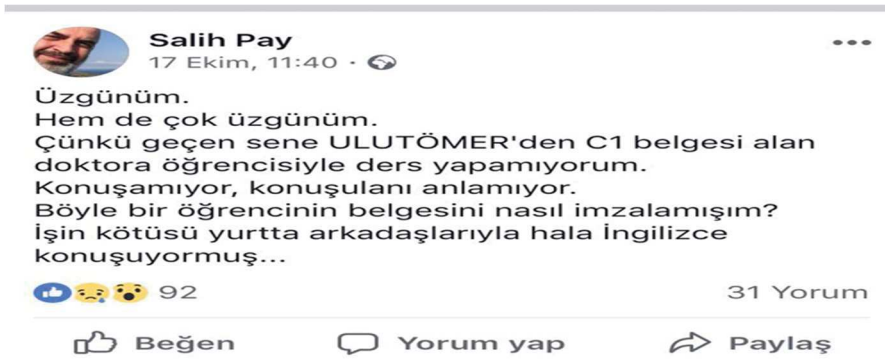 Salih Pay
17 Ekim, 11:40 ·
Üzgünüm.
Hem de çok üzgünüm.
Çünkü geçen sene ULUTÖMER'den C1 belgesi alan
doktora öğrencisiyle ders yapamıyorum.
Konuşamıyor, konuşulanı anlamıyor.
Böyle bir öğrencinin belgesini nasıl imzalamışım?
İşin kötüsü yurtta arkadaşlarıyla hala İngilizce
konuşuyormuş...
92 31 Yorum
Beğen Yorum yap Paylaş